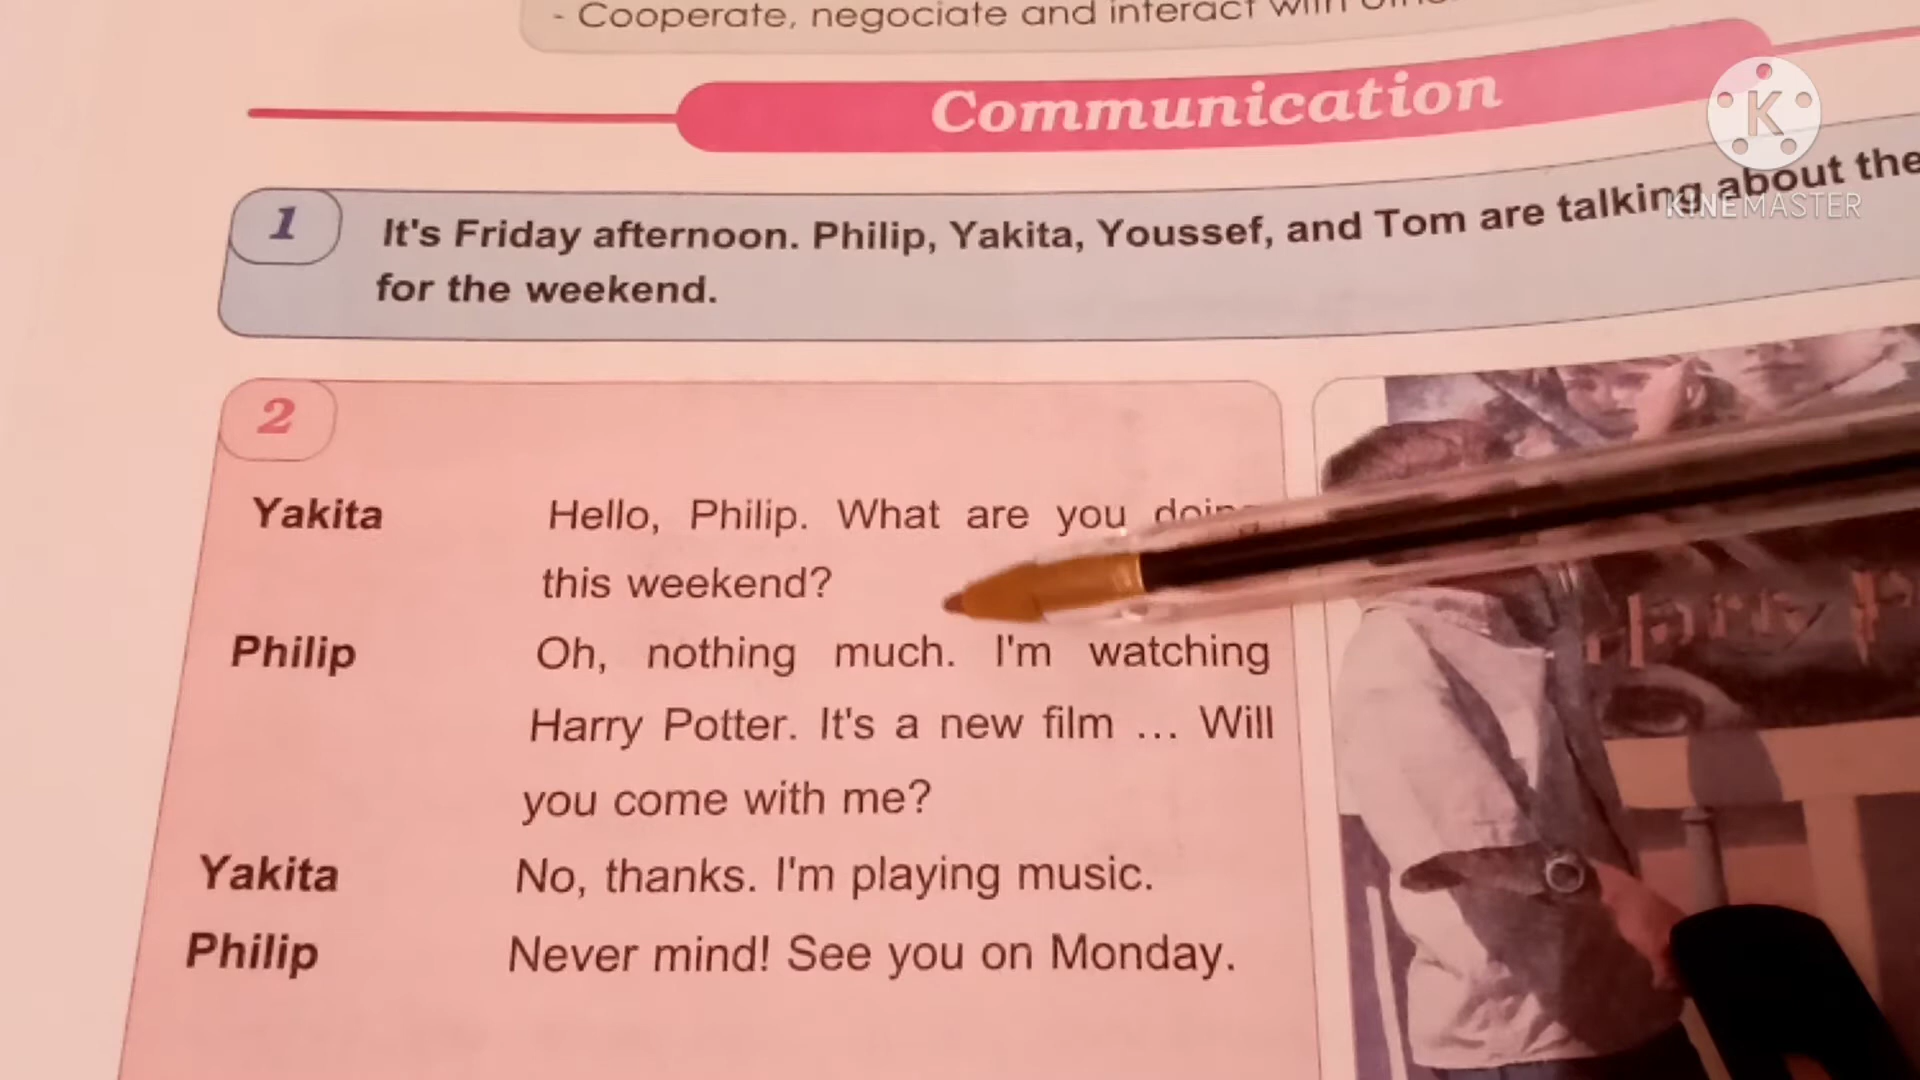 - Cooperate, negociate and interact with
Communication
K
KINEMASTER
1
It's Friday afternoon. Philip, Yakita, Youssef, and Tom are talking about the
for the weekend.
2
Yakita Hello, Philip. What are you doing
this weekend?
Philip Oh, nothing much. I'm watching
Harry Potter. It's a new film ... Will
you come with me?
Yakita No, thanks. I'm playing music.
Philip Never mind! See you on Monday.